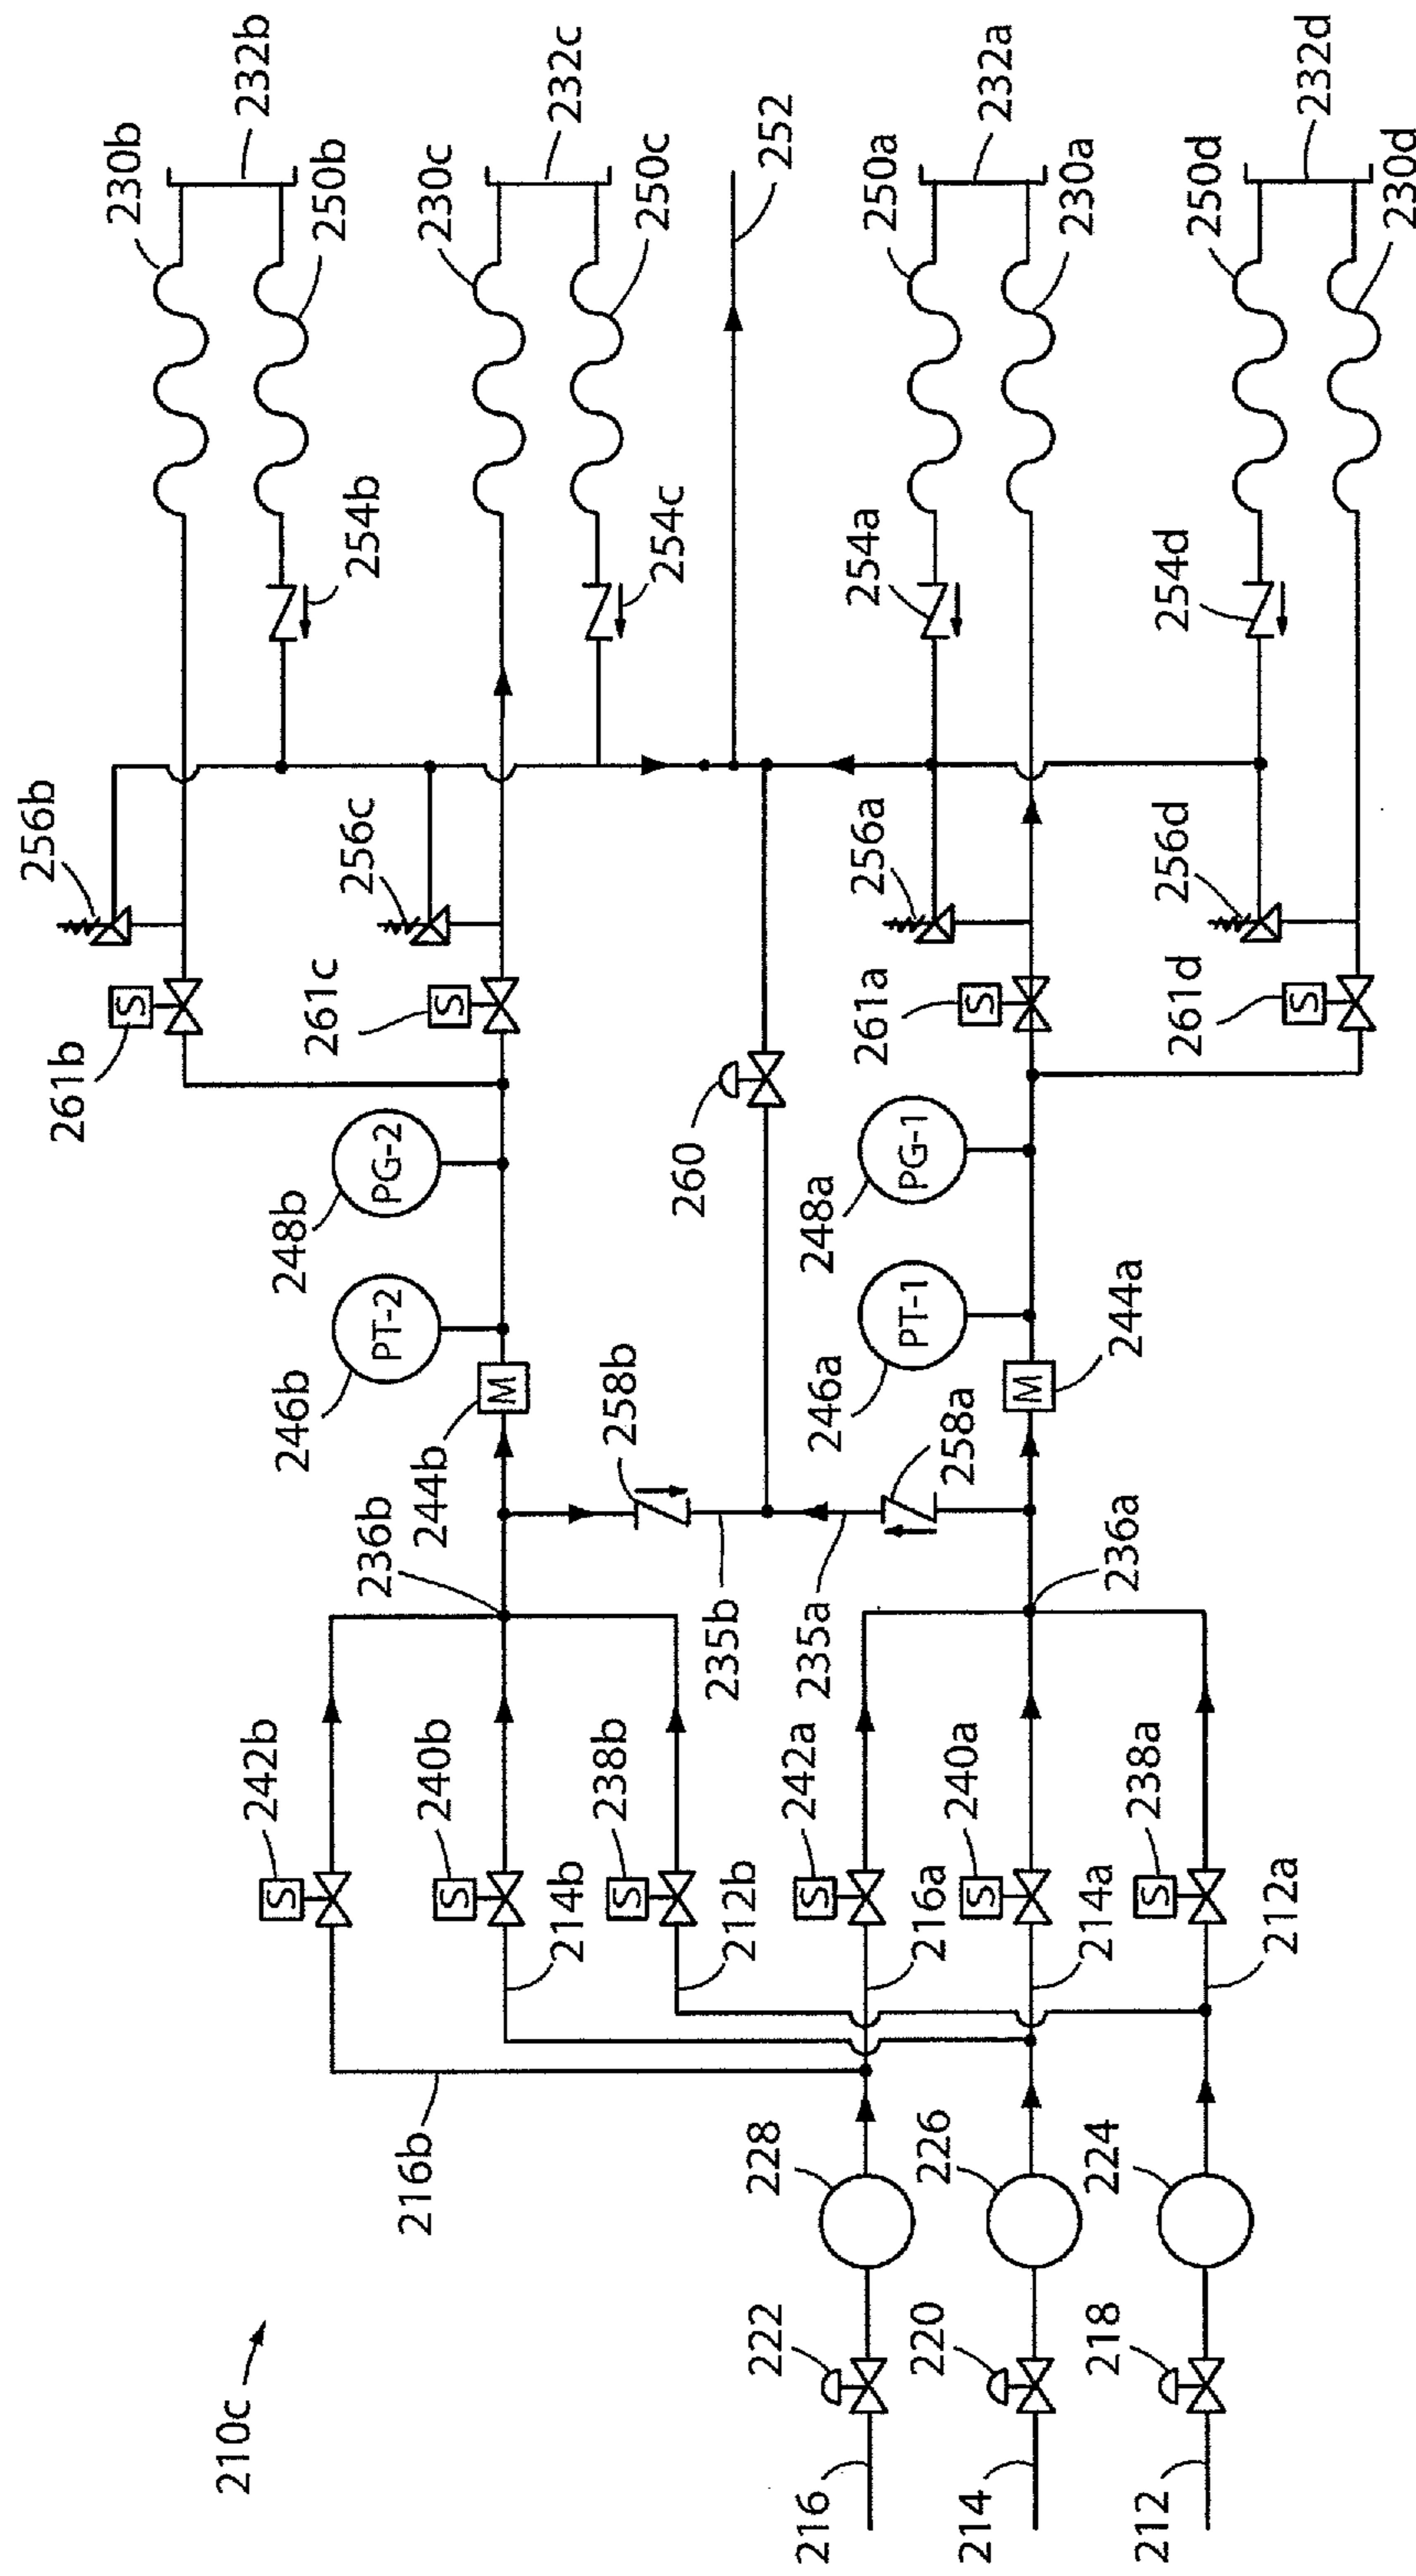 210c
216
214
212
222
220
218
228
226
224
216b
242b
240b
214b
238b
212b
242a
216a
240a
214a
238a
212a
236b
235b
235a
236a
244b
258b
258a
244a
246b
PT-2
M
246a
PT-1
M
248b
PG-2
260
248a
PG-1
261b
S
261c
S
261a
S
261d
S
S
S
S
S
S
S
256b
256c
256a
256d
254b
254c
254a
254d
230b
250b
232b
230c
250c
232c
252
250a
230a
232a
250d
230d
232d